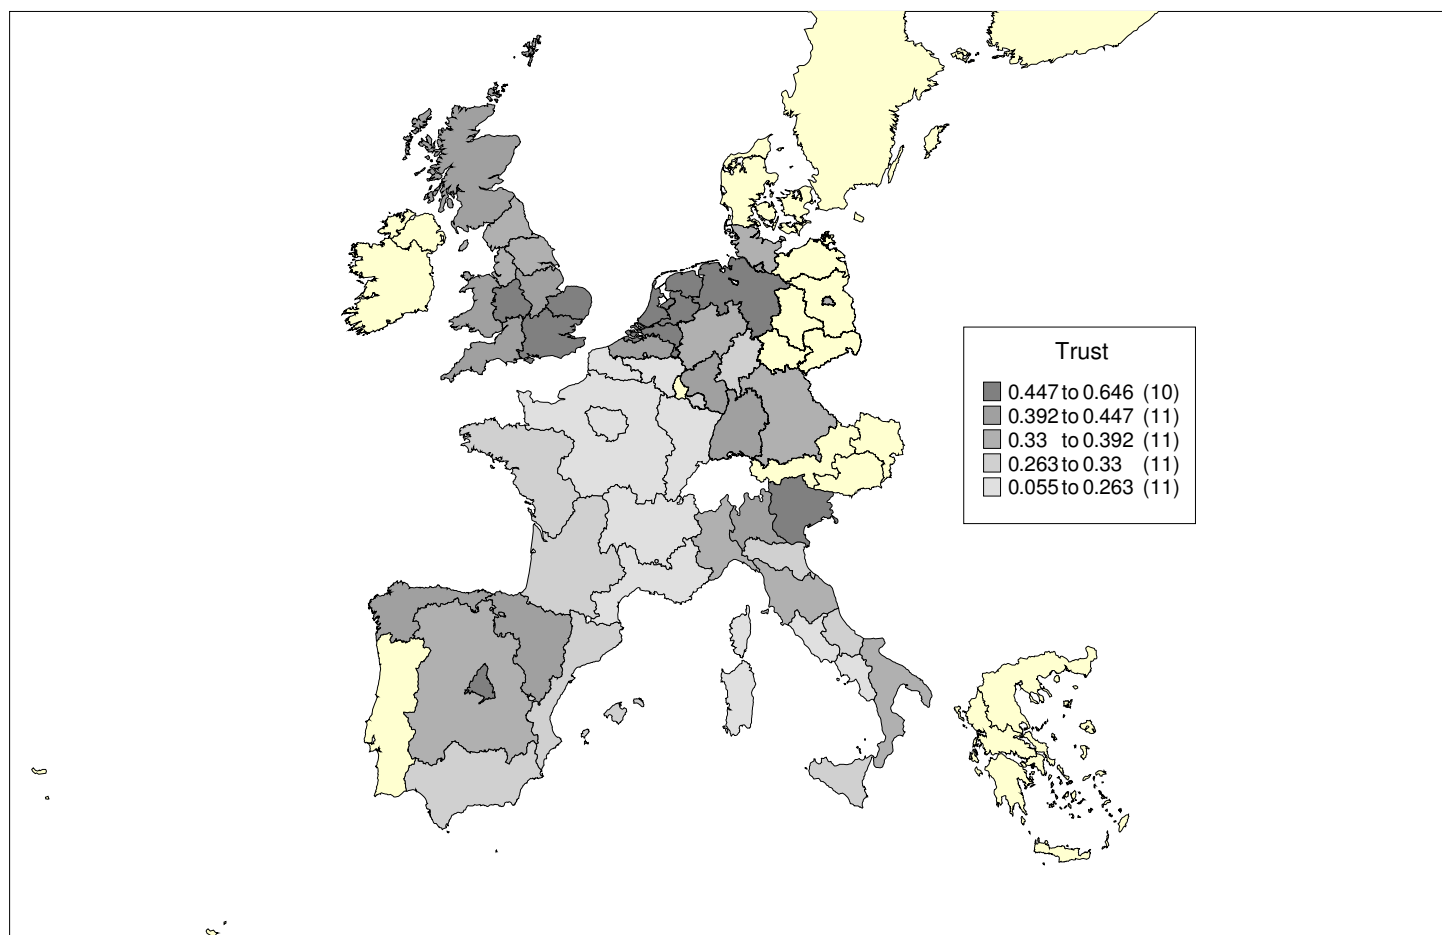 Trust
0.447 to 0.646 (10)
0.392 to 0.447 (11)
0.33 to 0.392 (11)
0.263 to 0.33 (11)
0.055 to 0.263 (11)